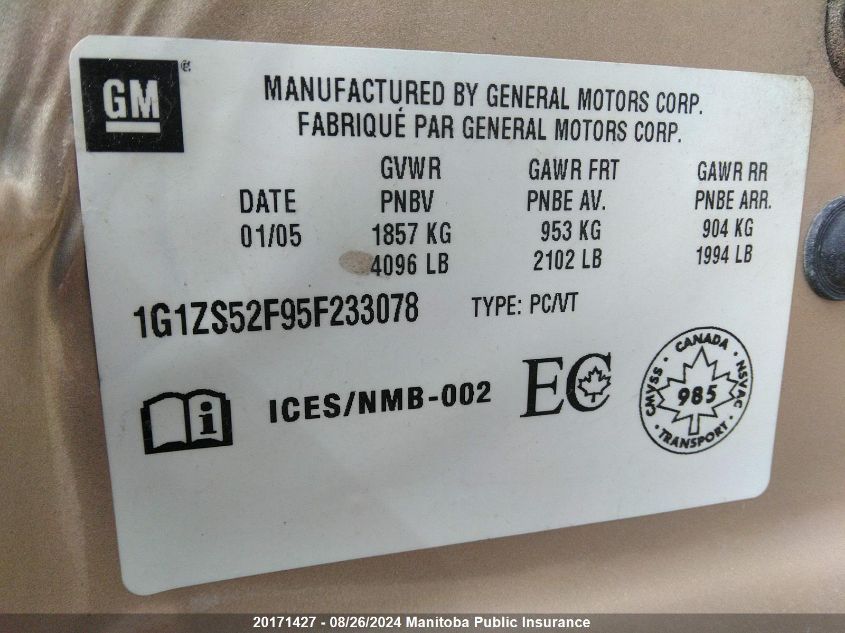 GM
MANUFACTURED BY GENERAL MOTORS CORP.
FABRIQUÉ PAR GENERAL MOTORS CORP.
GVWR GAWR FRT GAWR RR
DATE PNBV PNBE AV. PNBE ARR.
01/05 1857 KG 953 KG 904 KG
4096 LB 2102 LB 1994 LB
1G1ZS52F95F233078 TYPE: PC/VT
i ICES/NMB-002 EC
CANADA
CMVSS 985 NSVAC
TRANSPORT
20171427 - 08/26/2024 Manitoba Public Insurance